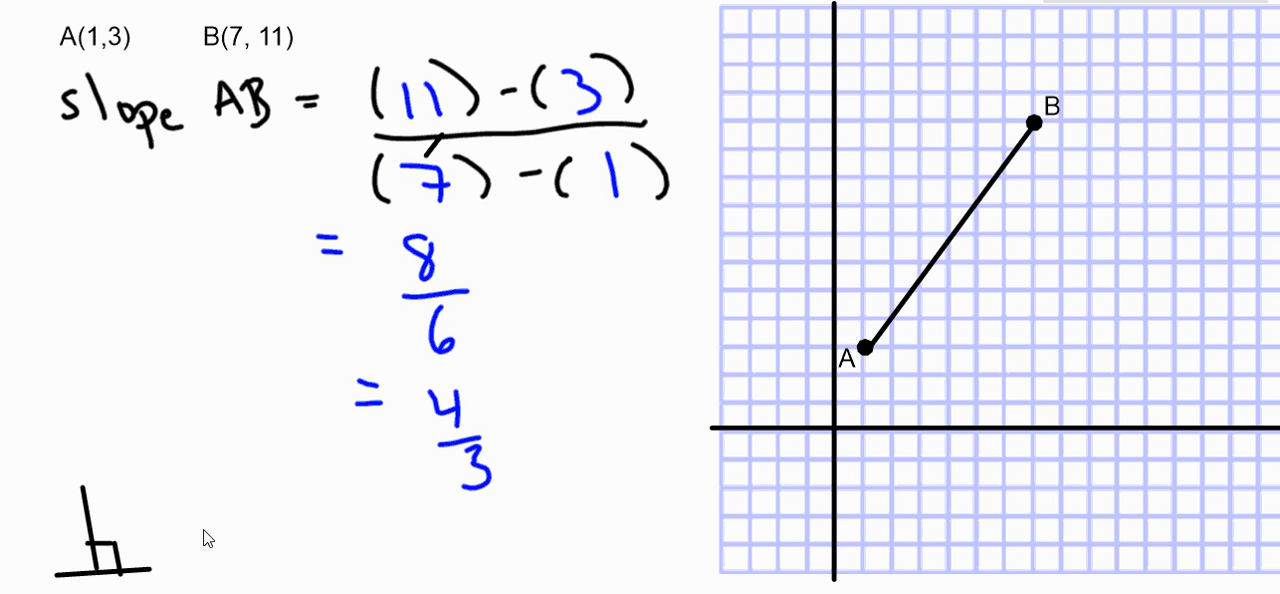 A(1,3) B(7, 11)
slope AB = (11) - (3)
(7) - (1)
= 8
6
= 4
3
B
A